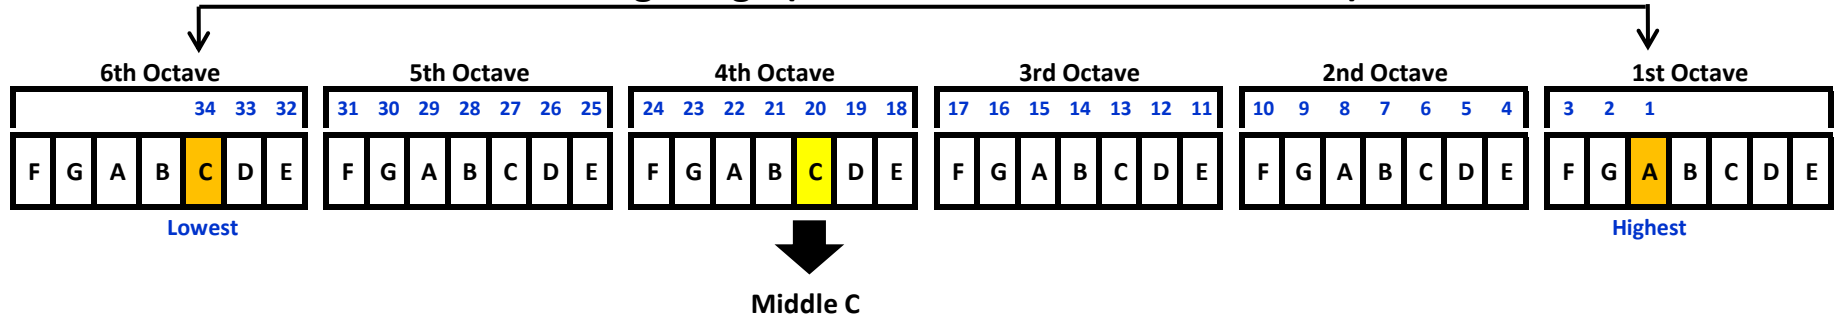 6th Octave 5th Octave 4th Octave 3rd Octave 2nd Octave 1st Octave
34 33 32 31 30 29 28 27 26 25 24 23 22 21 20 19 18 17 16 15 14 13 12 11 10 9 8 7 6 5 4 3 2 1
F G A B C D E F G A B C D E F G A B C D E F G A B C D E F G A B C D E F G A B C D E
Lowest Highest
Middle C